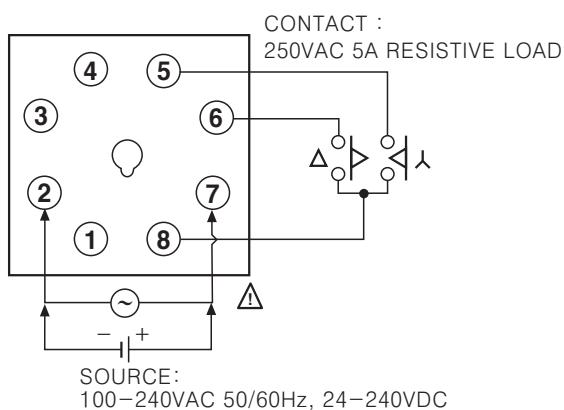 CONTACT :
250VAC 5A RESISTIVE LOAD
4
5
3
6
2
7
1
8
− +
SOURCE:
100−240VAC 50/60Hz, 24−240VDC